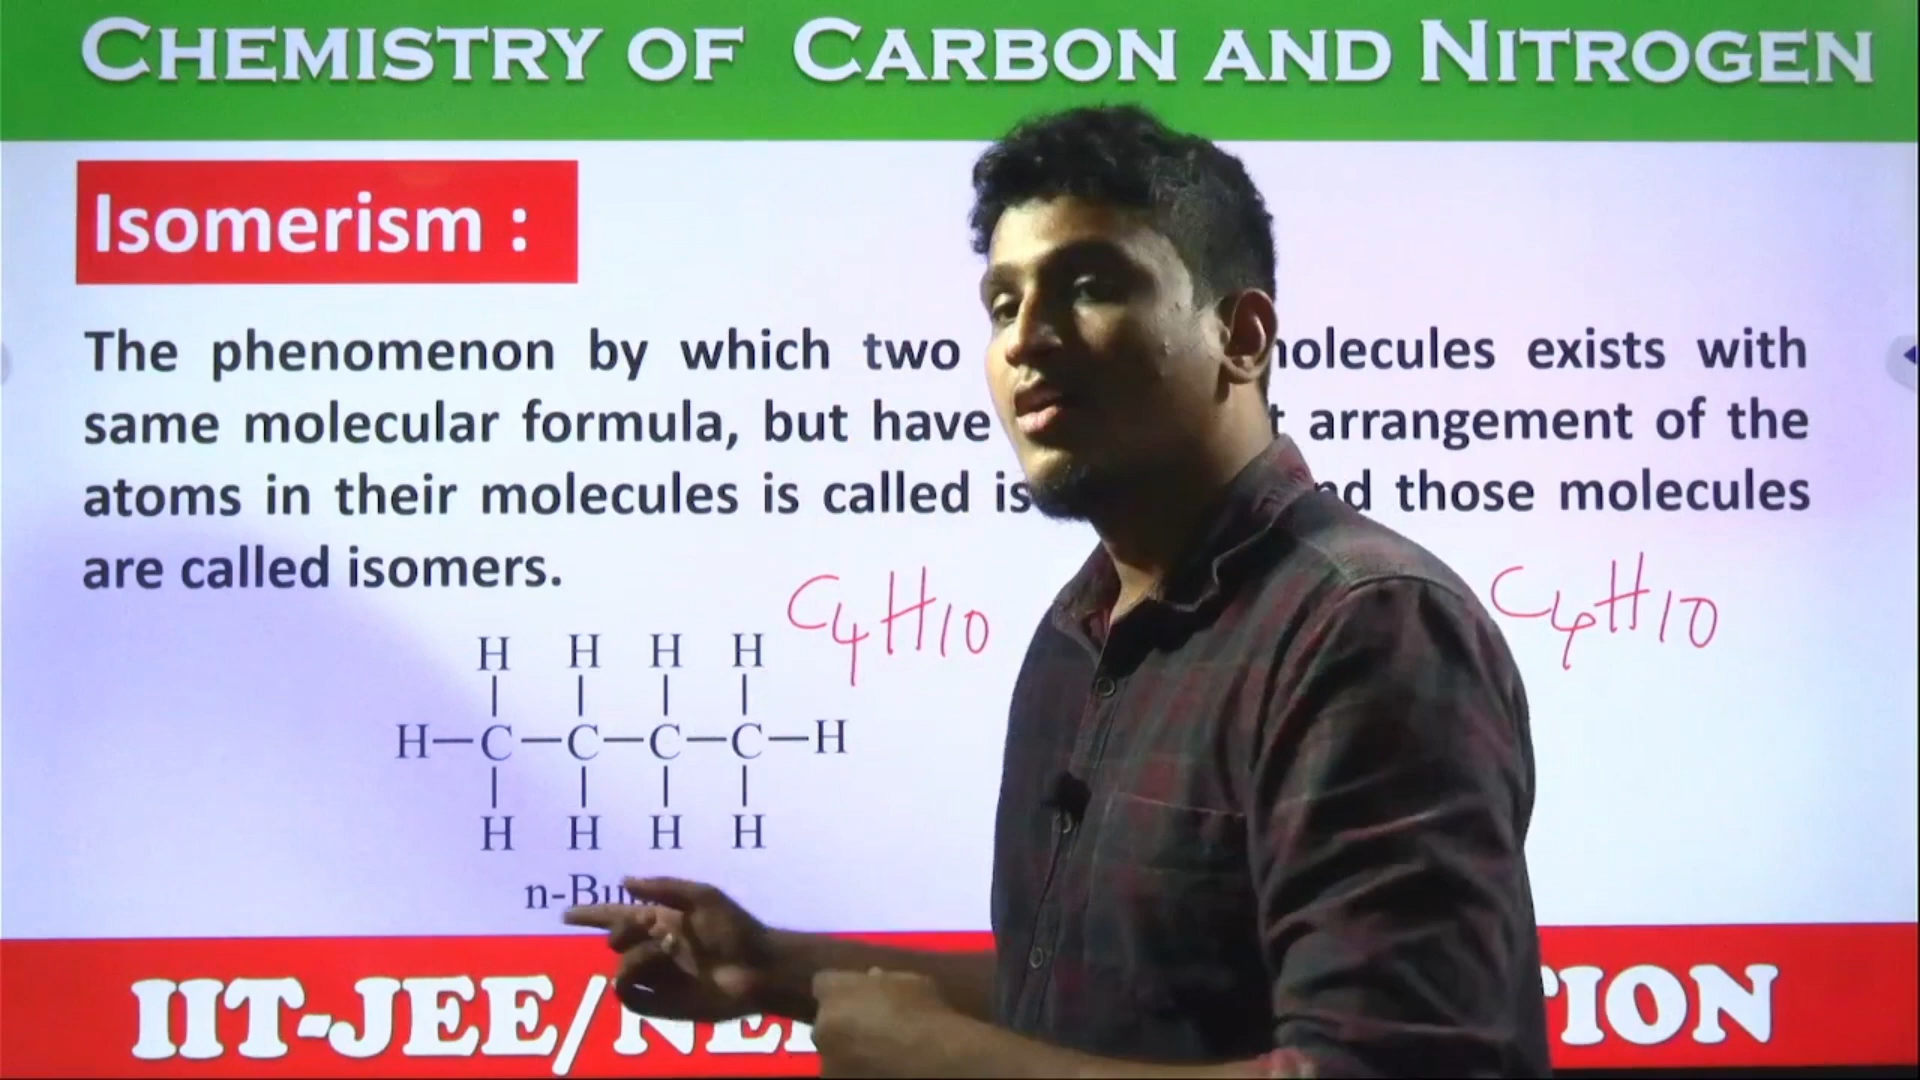 CHEMISTRY OF CARBON AND NITROGEN
Isomerism :
The phenomenon by which two molecules exists with
same molecular formula, but have arrangement of the
atoms in their molecules is called and those molecules
are called isomers.
C4H10 C4H10
H H H H
H—C—C—C—C—H
H H H H
IIT-JEE/